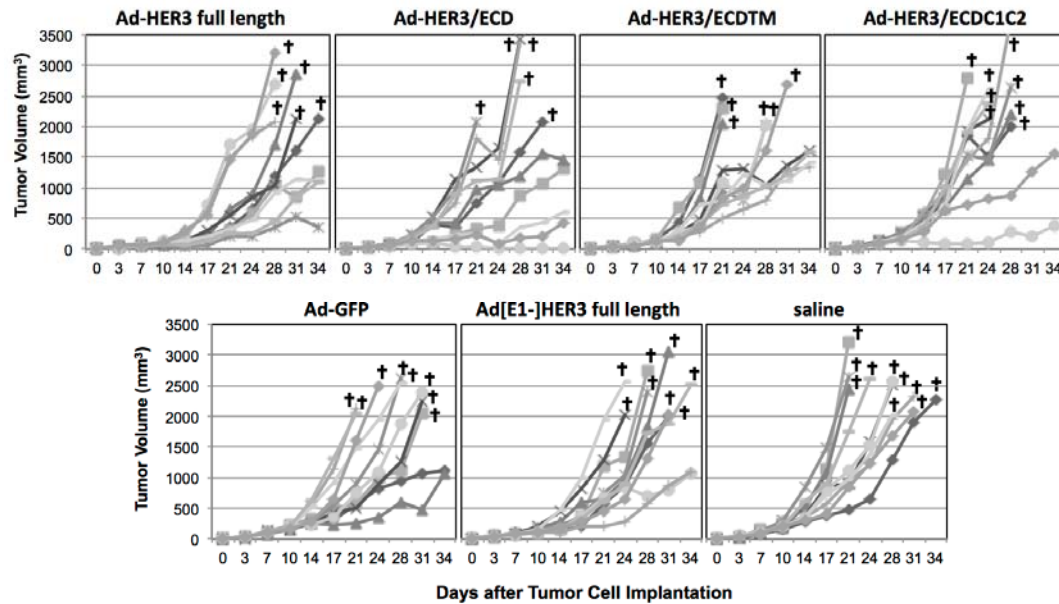 Ad-HER3 full length
Ad-HER3/ECD
Ad-HER3/ECDTM
Ad-HER3/ECDC1C2
Tumor Volume (mm³)
3500
3000
2500
2000
1500
1000
500
0
† † † † † †
† † † †
† † † † † †
† † † † † † † †
0 3 7 10 14 17 21 24 28 31 34
0 3 7 10 14 17 21 24 28 31 34
0 3 7 10 14 17 21 24 28 31 34
0 3 7 10 14 17 21 24 28 31 34
Ad-GFP
Ad[E1-]HER3 full length
saline
Tumor Volume (mm³)
3500
3000
2500
2000
1500
1000
500
0
† † † † † † † †
† † † † † † † †
† † † † † † † † † †
0 3 7 10 14 17 21 24 28 31 34
0 3 7 10 14 17 21 24 28 31 34
0 3 7 10 14 17 21 24 28 31 34
Days after Tumor Cell Implantation